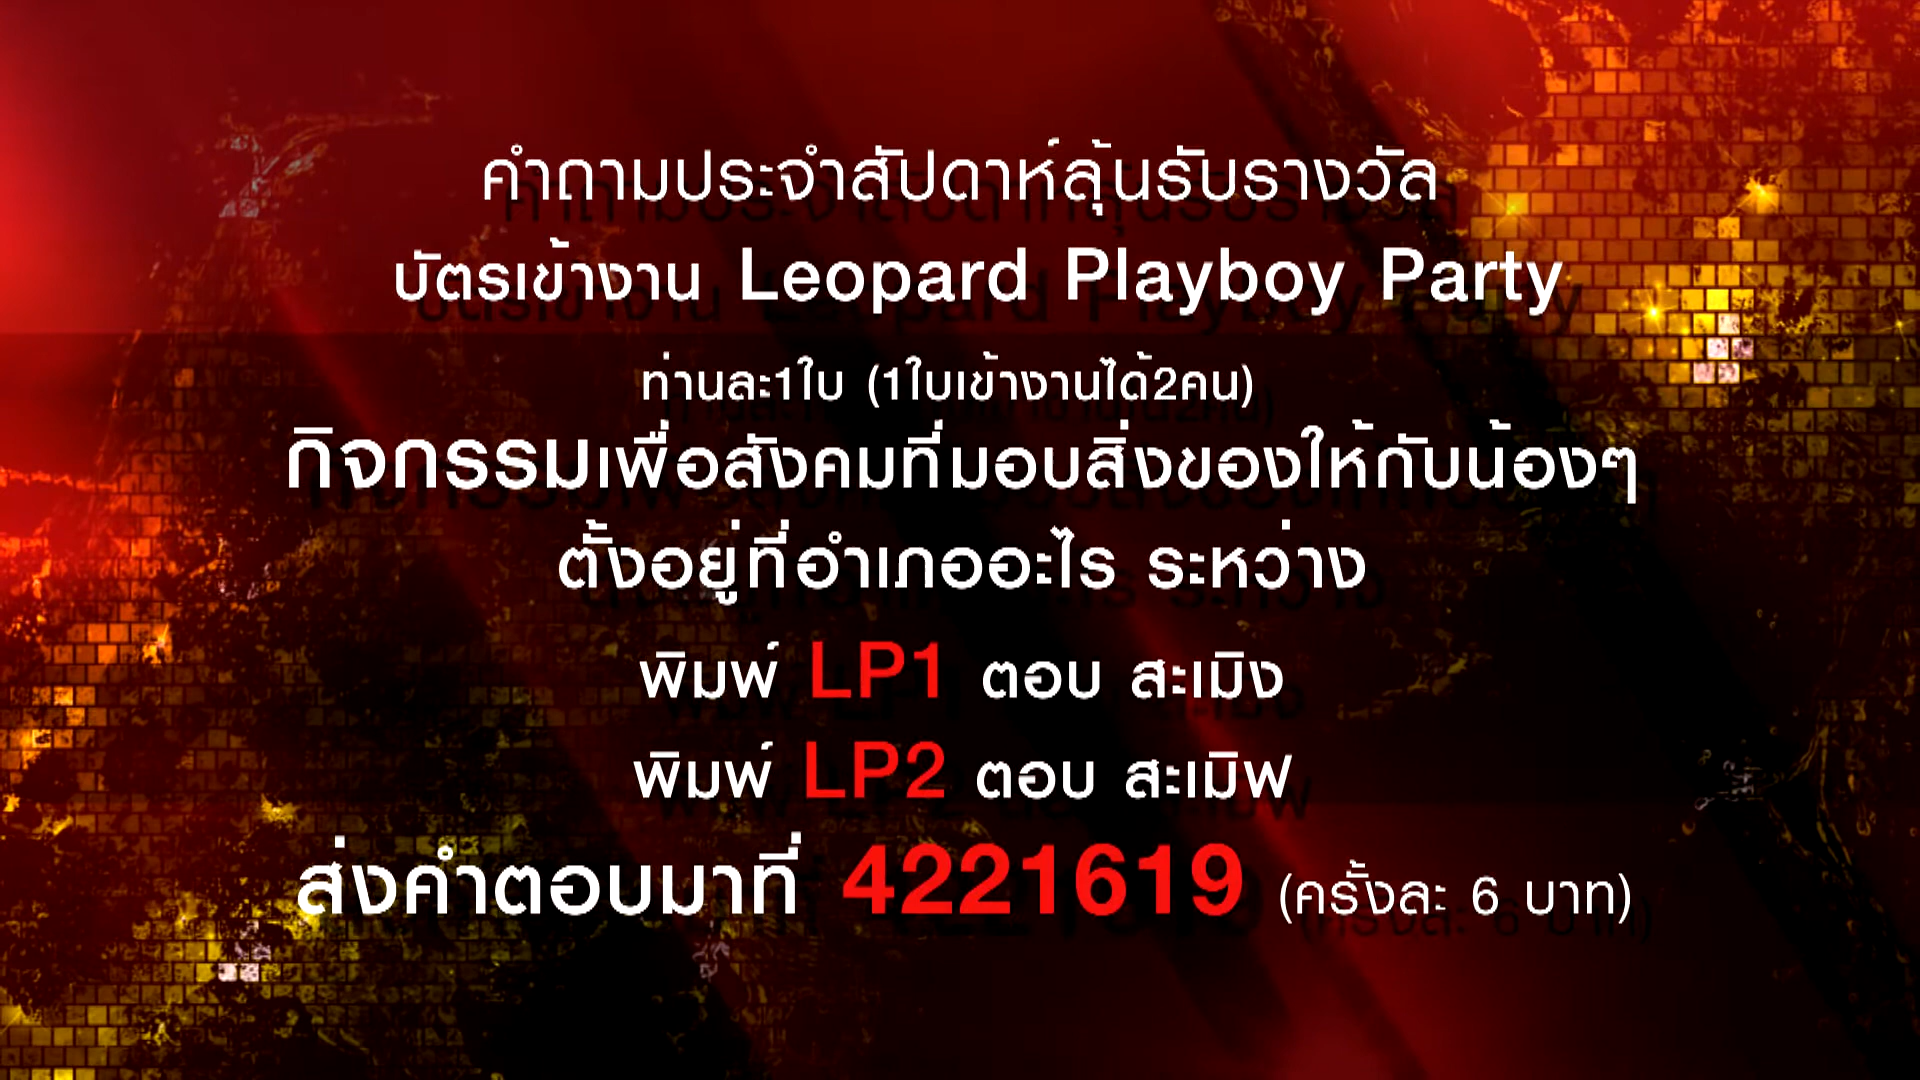 คำถามประจำสัปดาห์ลุ้นรับรางวัล
บัตรเข้างาน Leopard Playboy Party
ท่านละ1ใบ (1ใบเข้างานได้2คน)
กิจกรรมเพื่อสังคมที่มอบสิ่งของให้กับน้องๆ
ตั้งอยู่ที่อำเภออะไร ระหว่าง
พิมพ์ LP1 ตอบ สะเมิง
พิมพ์ LP2 ตอบ สะเมิฟ
ส่งคำตอบมาที่ 4221619 (ครั้งละ 6 บาท)